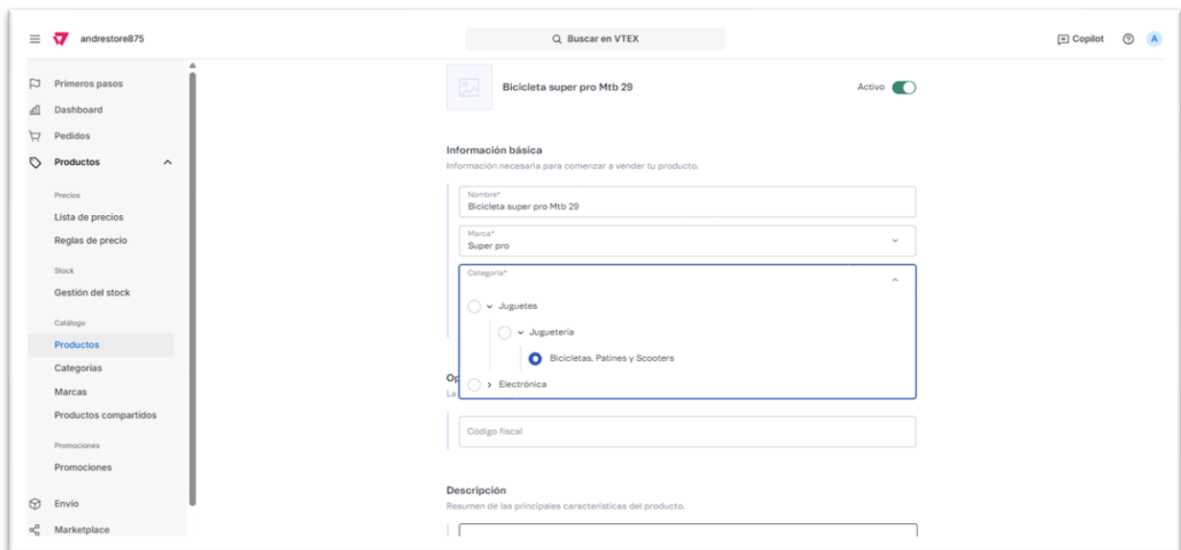 andrestore875
Buscar en VTEX
Copilot
A
Primeros pasos
Dashboard
Pedidos
Productos
Precios
Lista de precios
Reglas de precio
Stock
Gestión del stock
Catálogo
Productos
Categorías
Marcas
Productos compartidos
Promociones
Promociones
Envío
Marketplace
Bicicleta super pro Mtb 29
Activo
Información básica
Información necesaria para comenzar a vender tu producto.
Nombre*
Bicicleta super pro Mtb 29
Marca*
Super pro
Categoría*
Juguetes
Juguetería
Bicicletas, Patines y Scooters
Electrónica
Op
La
Código fiscal
Descripción
Resumen de las principales características del producto.